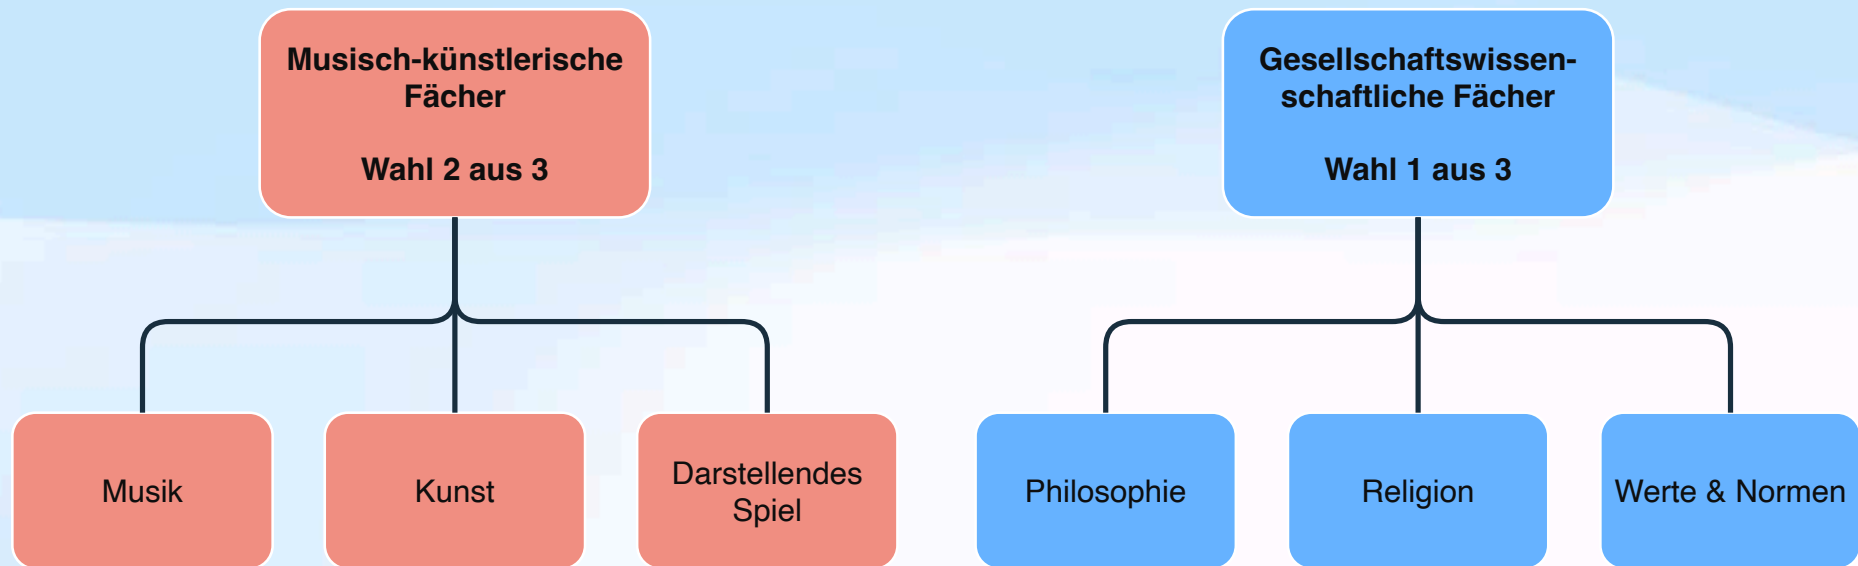 Musisch-künstlerische
Fächer
Wahl 2 aus 3
Gesellschaftswissen-
schaftliche Fächer
Wahl 1 aus 3
Musik
Kunst
Darstellendes
Spiel
Philosophie
Religion
Werte & Normen